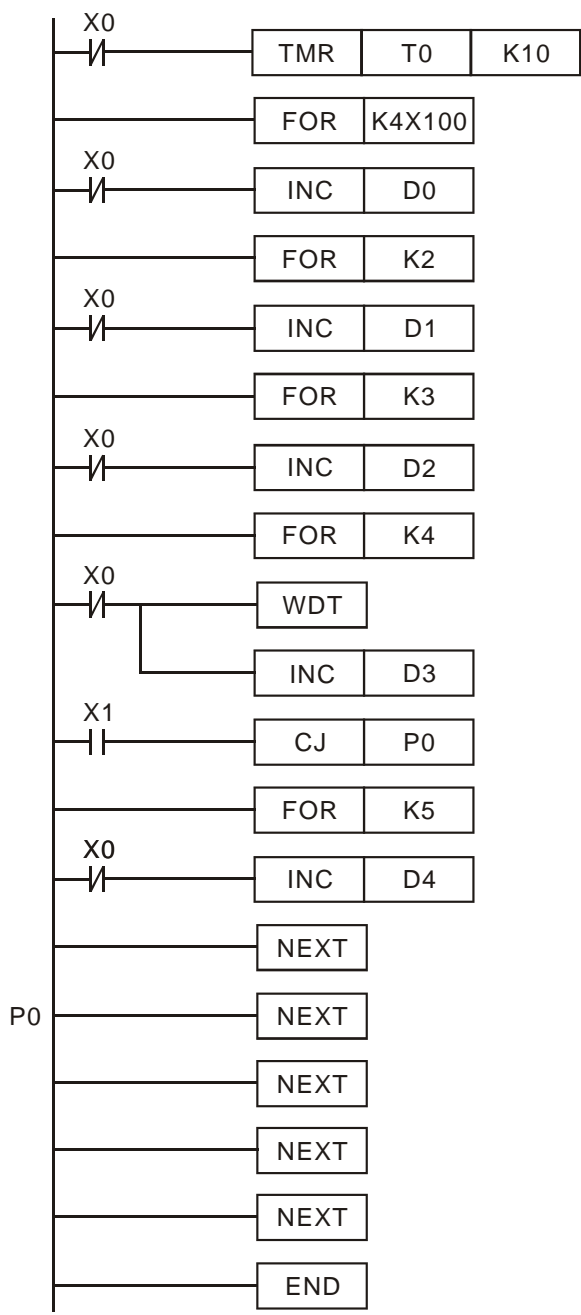 X0
TMR T0 K10
FOR K4X100
X0
INC D0
FOR K2
X0
INC D1
FOR K3
X0
INC D2
FOR K4
X0
WDT
INC D3
X1
CJ P0
FOR K5
X0
INC D4
NEXT
P0 NEXT
NEXT
NEXT
NEXT
END